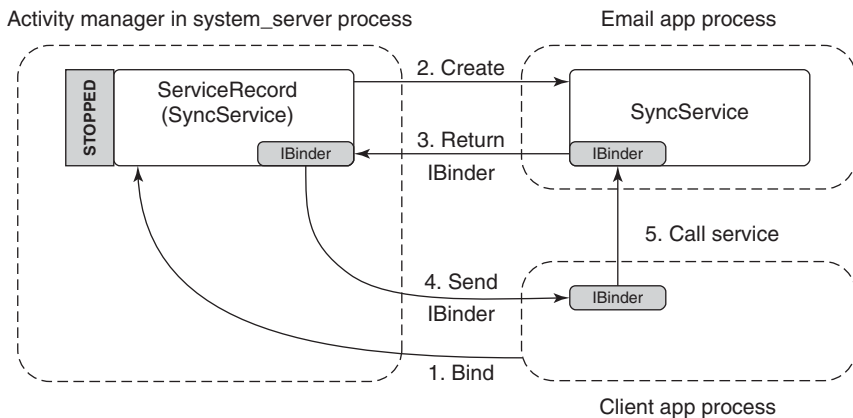 Activity manager in system_server process
Email app process
STOPPED
ServiceRecord
(SyncService)
IBinder
2. Create
SyncService
3. Return
IBinder
IBinder
5. Call service
4. Send
IBinder
IBinder
1. Bind
Client app process